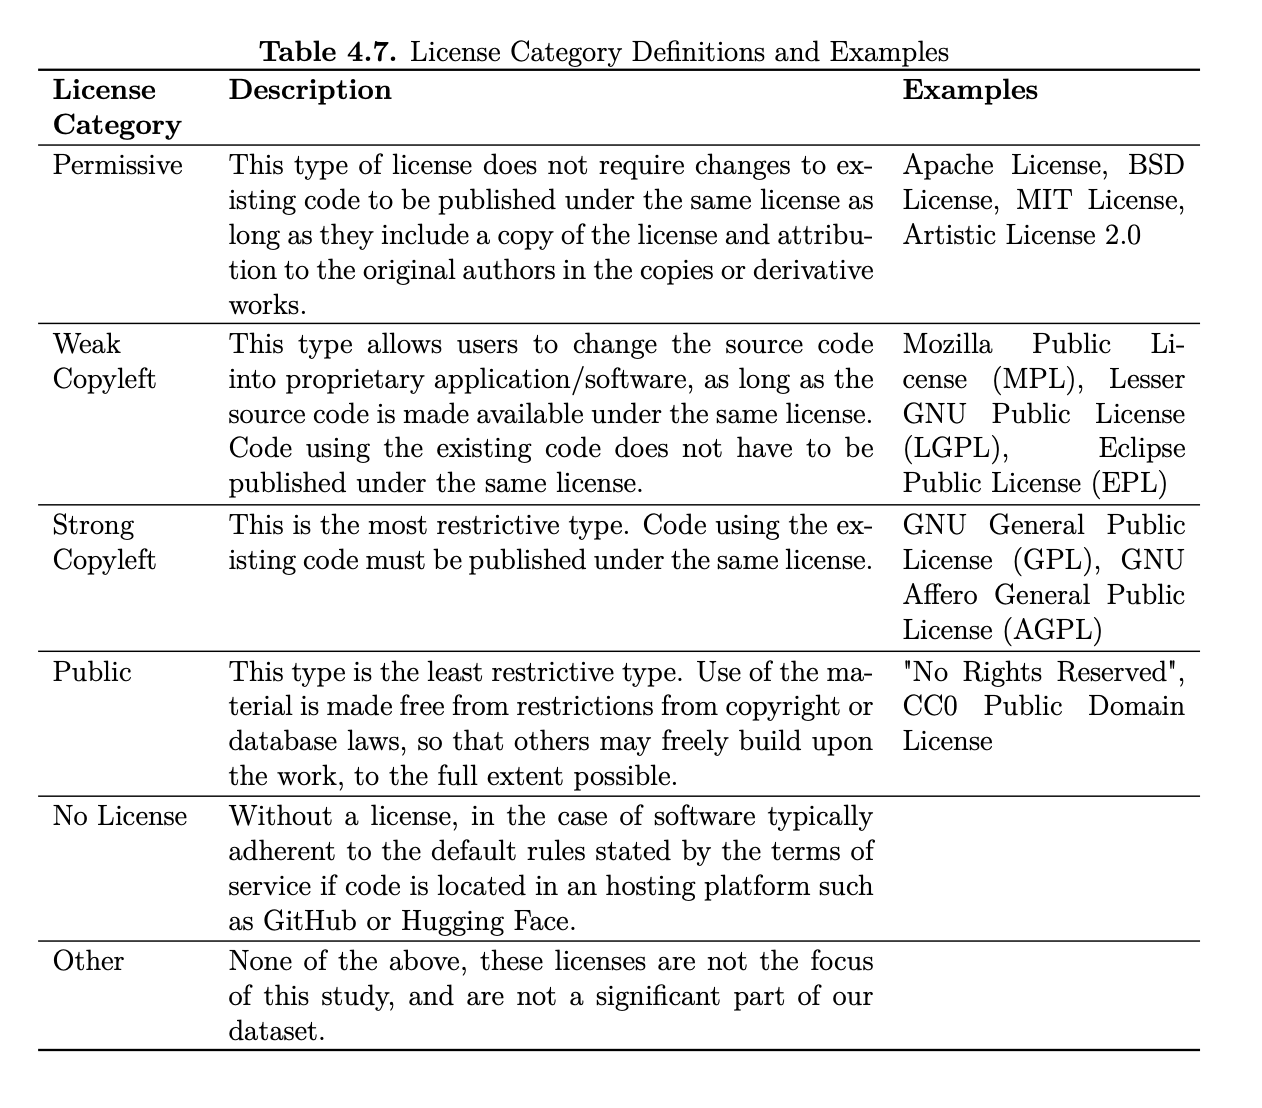 Table 4.7. License Category Definitions and Examples
License Category
Description
Examples
Permissive
This type of license does not require changes to ex-
isting code to be published under the same license as
long as they include a copy of the license and attribu-
tion to the original authors in the copies or derivative
works.
Apache License, BSD
License, MIT License,
Artistic License 2.0
Weak
Copyleft
This type allows users to change the source code
into proprietary application/software, as long as the
source code is made available under the same license.
Code using the existing code does not have to be
published under the same license.
Mozilla Public Li-
cense (MPL), Lesser
GNU Public License
(LGPL), Eclipse
Public License (EPL)
Strong
Copyleft
This is the most restrictive type. Code using the ex-
isting code must be published under the same license.
GNU General Public
License (GPL), GNU
Affero General Public
License (AGPL)
Public
This type is the least restrictive type. Use of the ma-
terial is made free from restrictions from copyright or
database laws, so that others may freely build upon
the work, to the full extent possible.
"No Rights Reserved",
CC0 Public Domain
License
No License
Without a license, in the case of software typically
adherent to the default rules stated by the terms of
service if code is located in an hosting platform such
as GitHub or Hugging Face.
Other
None of the above, these licenses are not the focus
of this study, and are not a significant part of our
dataset.